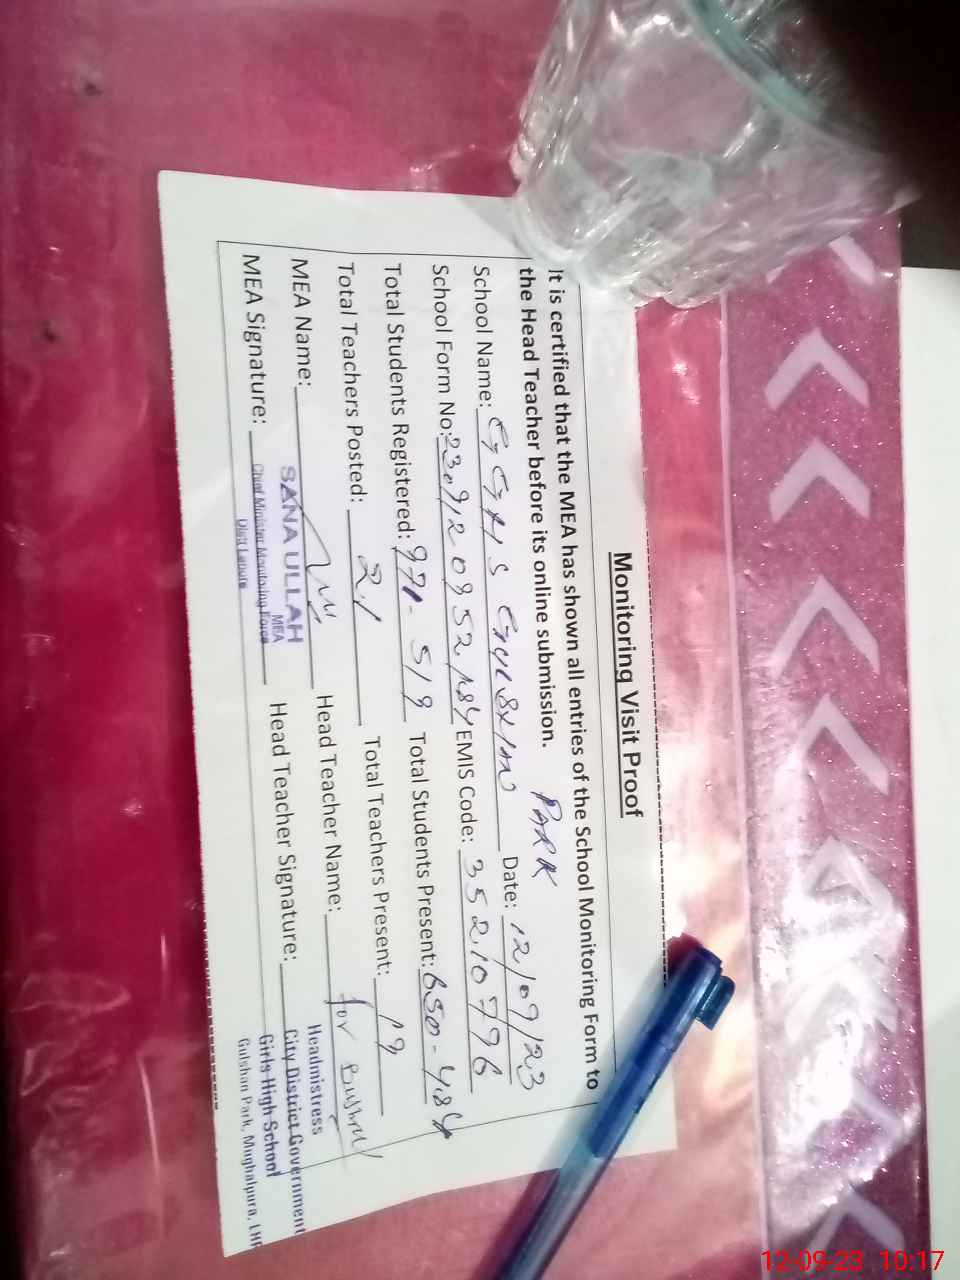 Monitoring Visit Proof
It is certified that the MEA has shown all entries of the School Monitoring Form to
the Head Teacher before its online submission. PARK
School Name: GGHS Gulshan Date: 12/09/23
School Form No: 230912095218 EMIS Code: 35210796
Total Students Registered: 971-519 Total Students Present: 650-484
Total Teachers Posted: 21 Total Teachers Present: 19
MEA Name: Head Teacher Name: for Bushra
MEA Signature: Head Teacher Signature:
SANA ULLAH
MEA
Chief Minister Monitoring Force
Distt Lahore
Headmistress
City District Government
Girls High School
Gulshan Park, Mughalpura, LHR
12-09-23 10:17